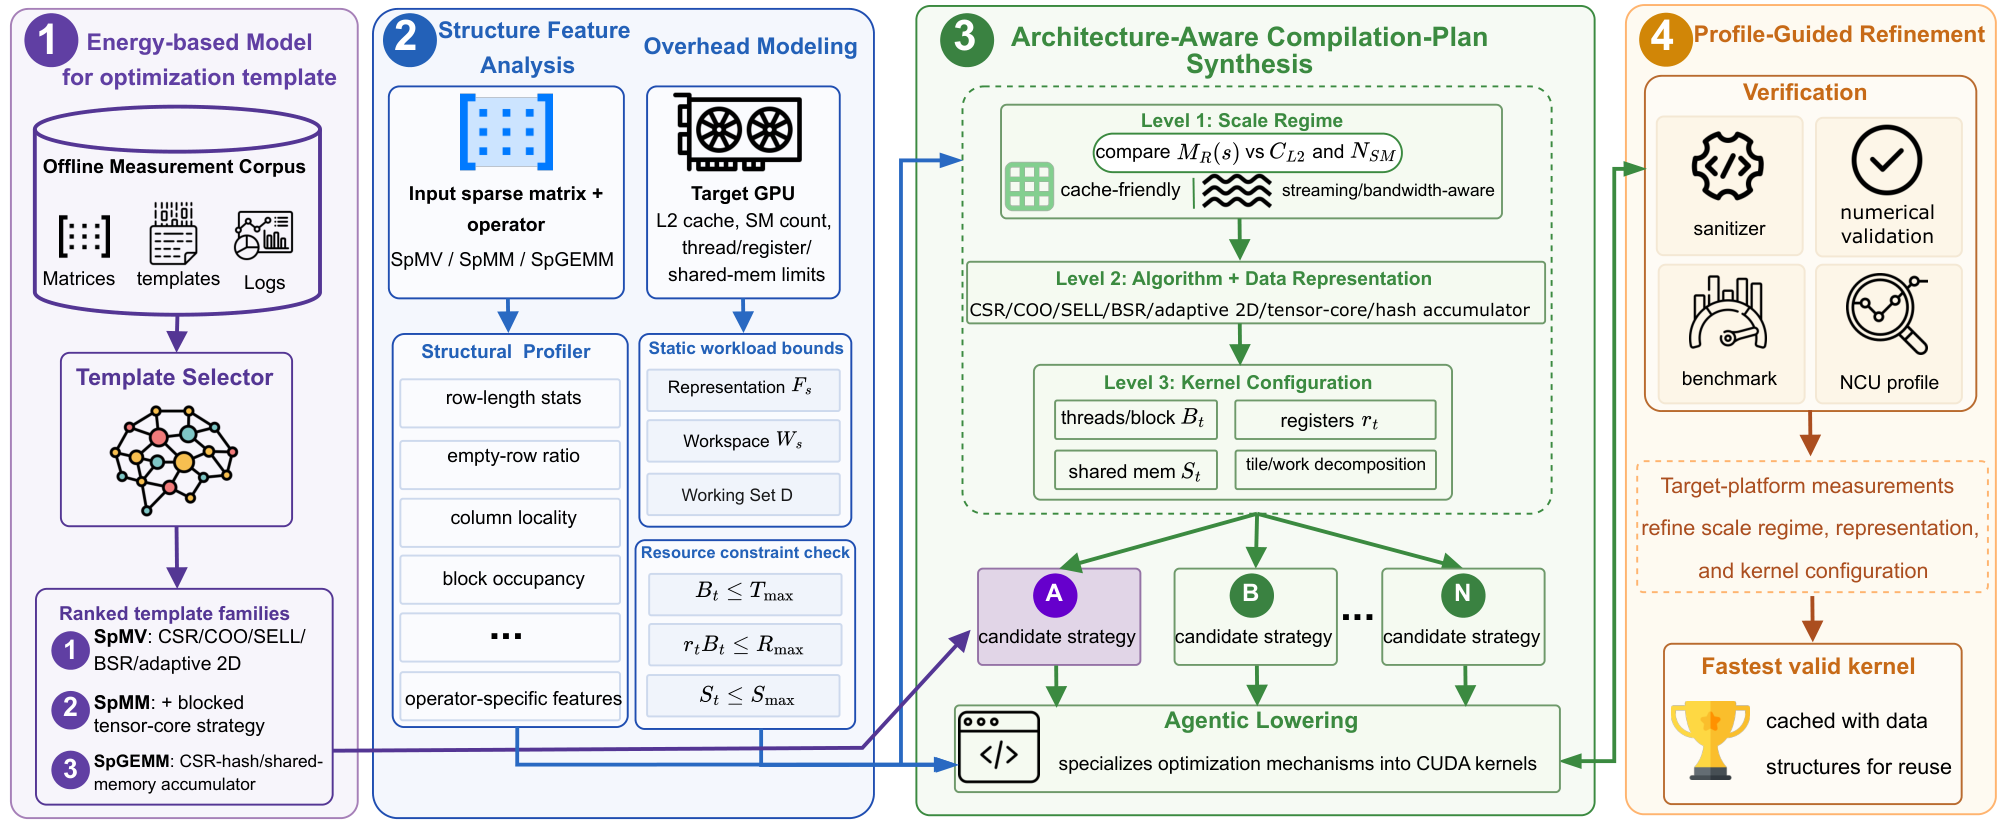 1 Energy-based Model
for optimization template
Offline Measurement Corpus
Matrices templates Logs
Template Selector
Ranked template families
1 SpMV: CSR/COO/SELL/
BSR/adaptive 2D
2 SpMM: + blocked
tensor-core strategy
3 SpGEMM: CSR-hash/shared-
memory accumulator
2 Structure Feature
Analysis
Overhead Modeling
Input sparse matrix +
operator
SpMV / SpMM / SpGEMM
Target GPU
L2 cache, SM count,
thread/register/
shared-mem limits
Structural Profiler
row-length stats
empty-row ratio
column locality
block occupancy
...
operator-specific features
Static workload bounds
Representation F_s
Workspace W_s
Working Set D
Resource constraint check
B_t ≤ T_max
r_t B_t ≤ R_max
S_t ≤ S_max
3 Architecture-Aware Compilation-Plan
Synthesis
Level 1: Scale Regime
compare M_R(s) vs C_L2 and N_SM
cache-friendly streaming/bandwidth-aware
Level 2: Algorithm + Data Representation
CSR/COO/SELL/BSR/adaptive 2D/tensor-core/hash accumulator
Level 3: Kernel Configuration
threads/block B_t registers r_t
shared mem S_t tile/work decomposition
A B N
candidate strategy candidate strategy ... candidate strategy
Agentic Lowering
</>
specializes optimization mechanisms into CUDA kernels
4 Profile-Guided Refinement
Verification
</>
sanitizer
numerical
validation
benchmark
NCU profile
Target-platform measurements
refine scale regime, representation,
and kernel configuration
Fastest valid kernel
cached with data
structures for reuse